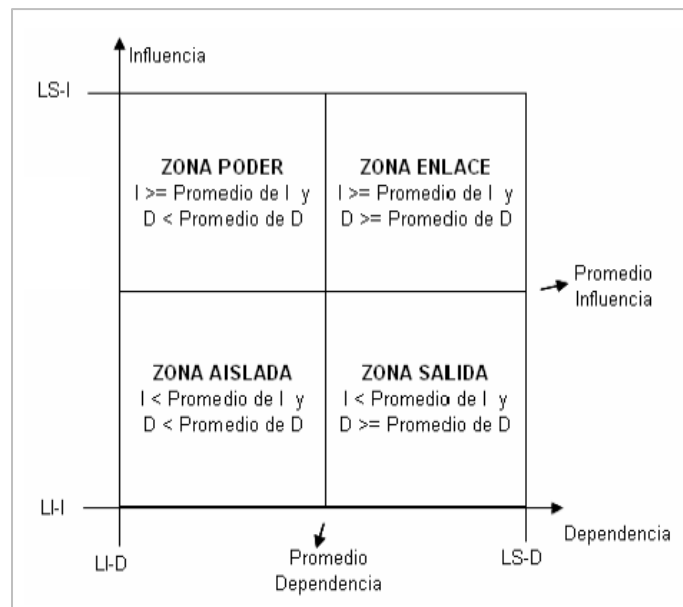 Influencia
LS-I
ZONA PODER
I >= Promedio de I y
D < Promedio de D
ZONA ENLACE
I >= Promedio de I y
D >= Promedio de D
Promedio
Influencia
ZONA AISLADA
I < Promedio de I y
D < Promedio de D
ZONA SALIDA
I < Promedio de I y
D >= Promedio de D
LI-I
Dependencia
LI-D
Promedio
Dependencia
LS-D